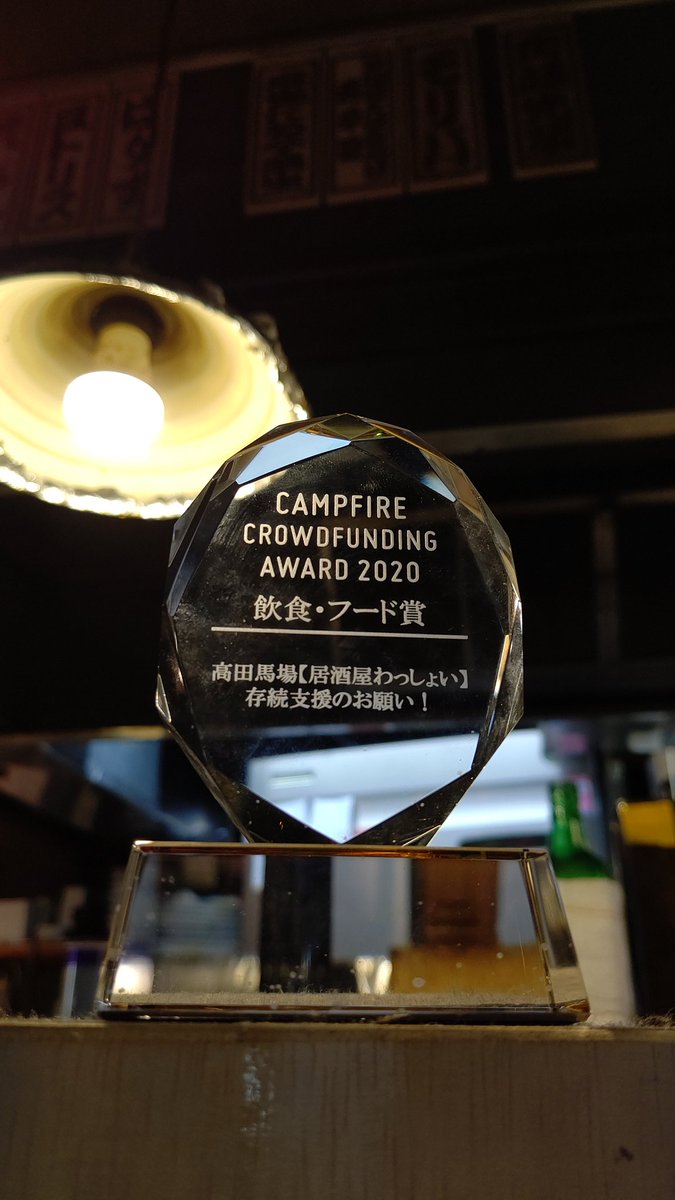 CAMPFIRE
CROWDFUNDING
AWARD 2020
飲食・フード賞
高田馬場【居酒屋わっしょい】
存続支援のお願い！